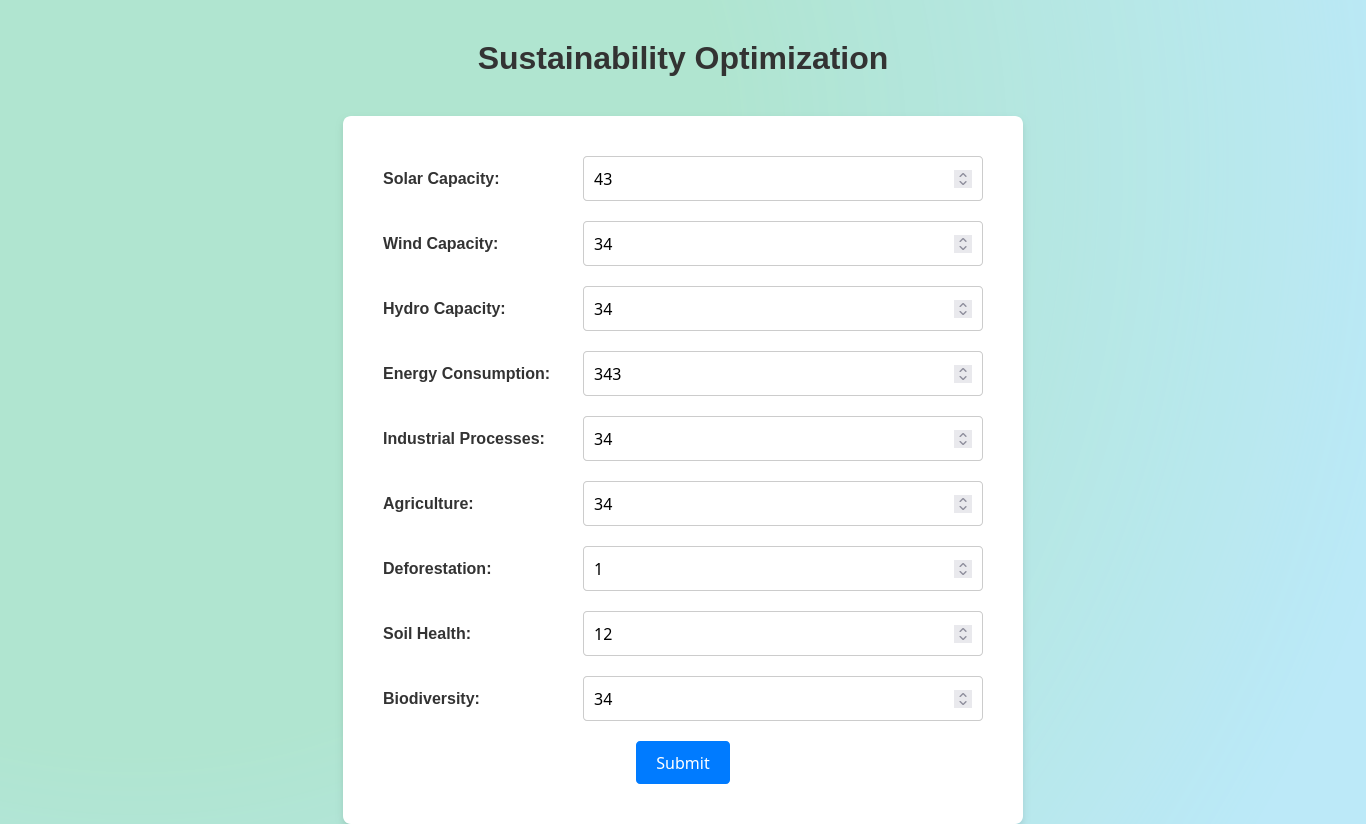 Sustainability Optimization
Solar Capacity: 43
Wind Capacity: 34
Hydro Capacity: 34
Energy Consumption: 343
Industrial Processes: 34
Agriculture: 34
Deforestation: 1
Soil Health: 12
Biodiversity: 34
Submit